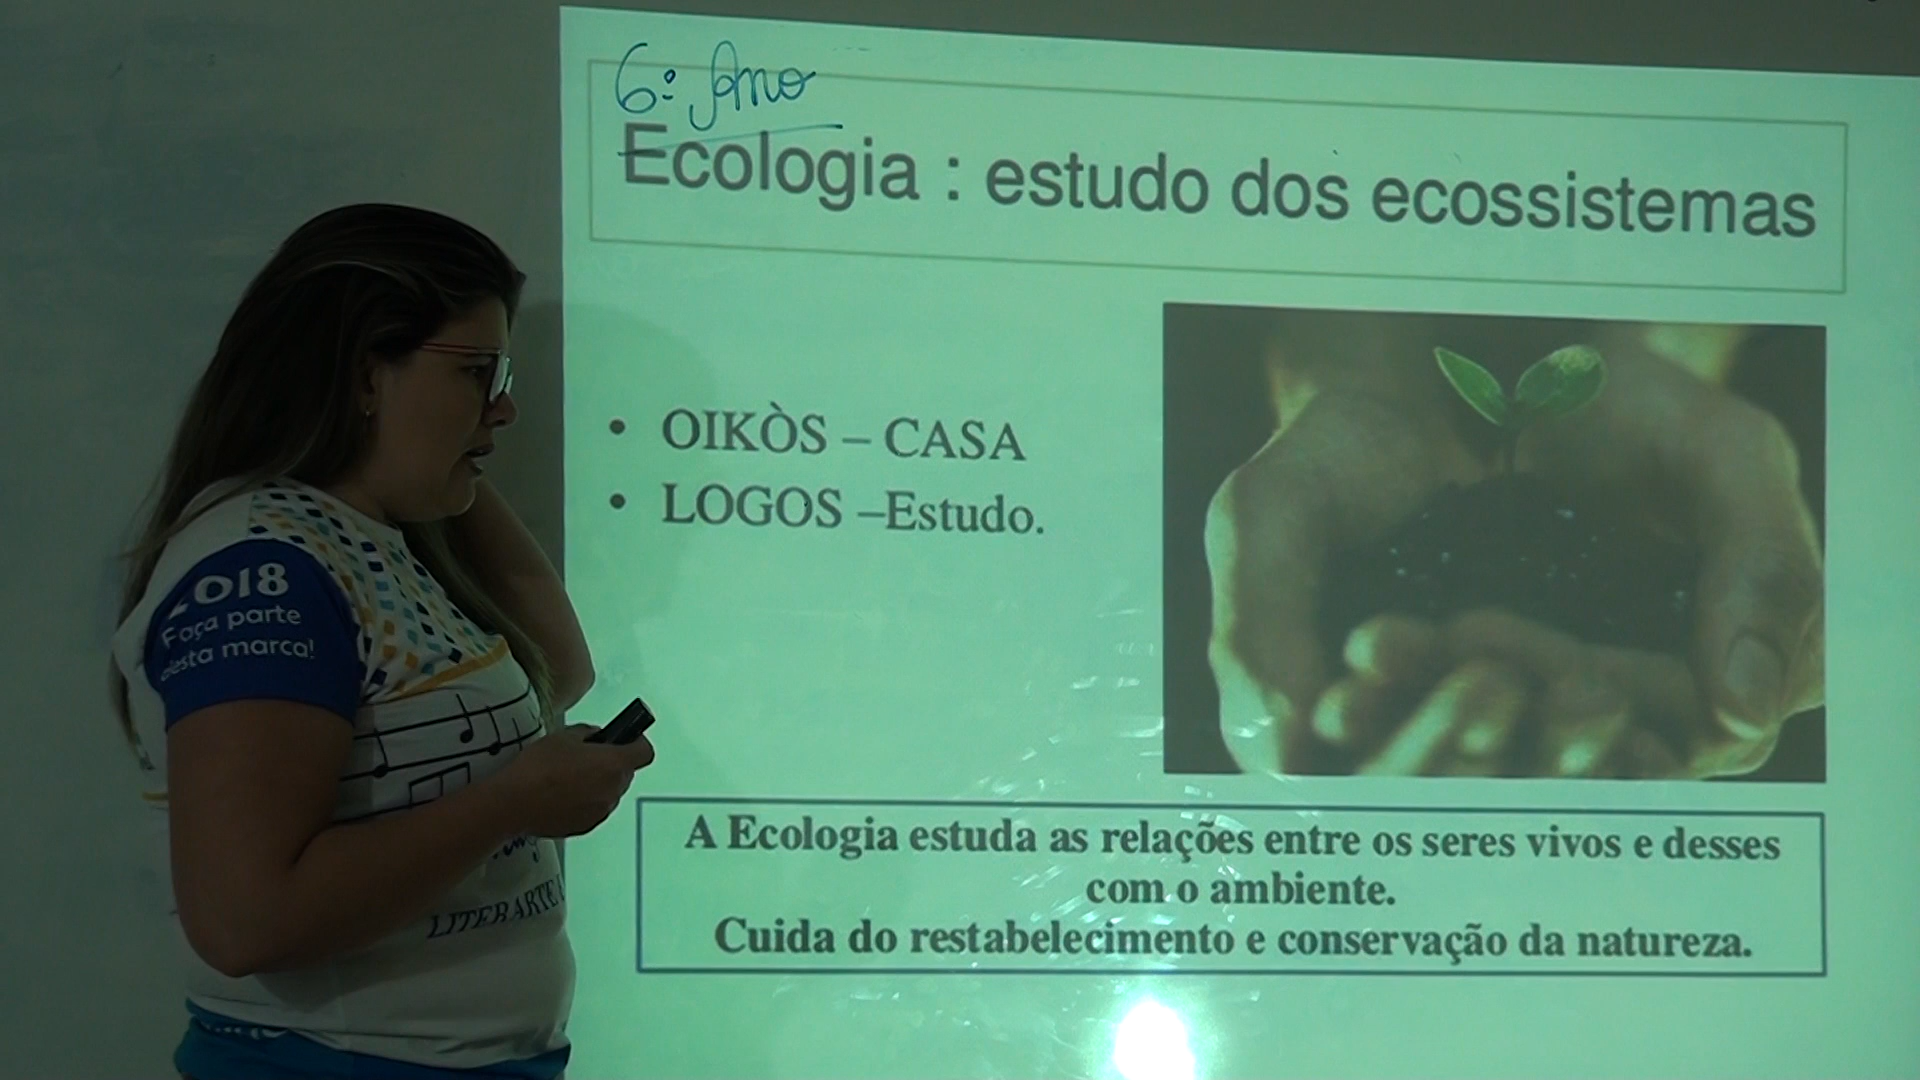 6º Ano
Ecologia : estudo dos ecossistemas
• OIKÒS – CASA
• LOGOS –Estudo.
A Ecologia estuda as relações entre os seres vivos e desses
com o ambiente.
Cuida do restabelecimento e conservação da natureza.
2018
Faça parte
desta marca!
LITERARTE